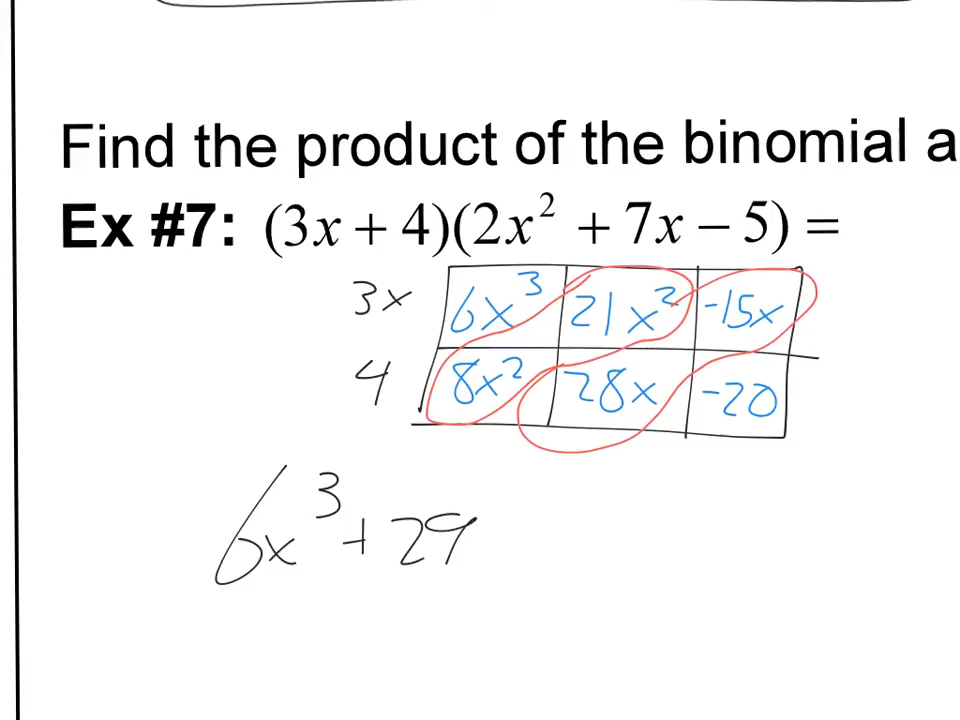 Find the product of the binomial a
Ex #7: (3x + 4)(2x² + 7x − 5) =
3x 6x³ 21x² -15x
4 8x² 28x -20
6x³ + 29